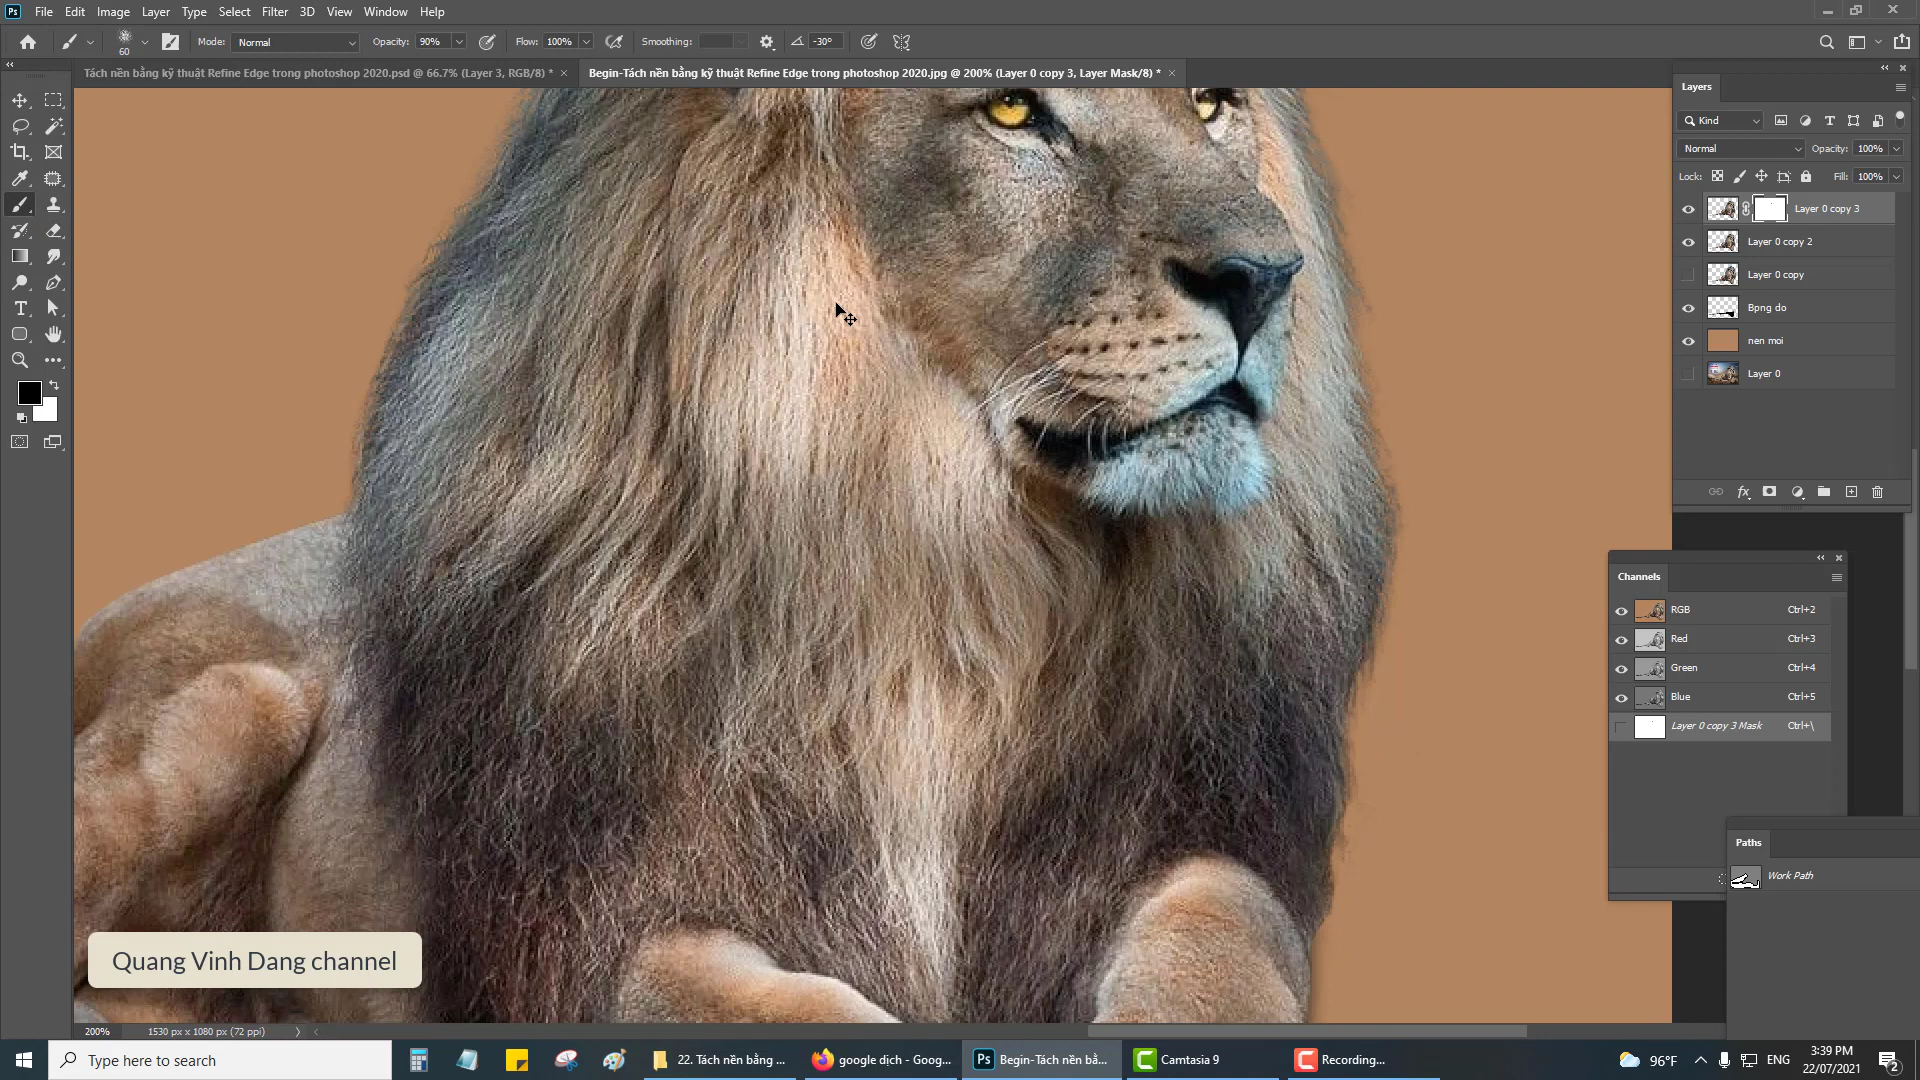 Ps File Edit Image Layer Type Select Filter 3D View Window Help
60 Mode: Normal Opacity: 90% Flow: 100% Smoothing: -30°
Tách nền bằng kỹ thuật Refine Edge trong photoshop 2020.psd @ 66.7% (Layer 3, RGB/8) *
Begin-Tách nền bằng kỹ thuật Refine Edge trong photoshop 2020.jpg @ 200% (Layer 0 copy 3, Layer Mask/8) *
Layers
Kind
Normal Opacity: 100%
Lock: Fill: 100%
Layer 0 copy 3
Layer 0 copy 2
Layer 0 copy
Bpng do
nen moi
Layer 0
Channels
RGB Ctrl+2
Red Ctrl+3
Green Ctrl+4
Blue Ctrl+5
Layer 0 copy 3 Mask Ctrl+\
Paths
Work Path
Quang Vinh Dang channel
200% 1530 px x 1080 px (72 ppi)
Type here to search
22. Tách nền bằng ...
google dịch - Goog...
Ps Begin-Tách nền bằ...
Camtasia 9
Recording...
96°F
ENG
3:39 PM
22/07/2021
2